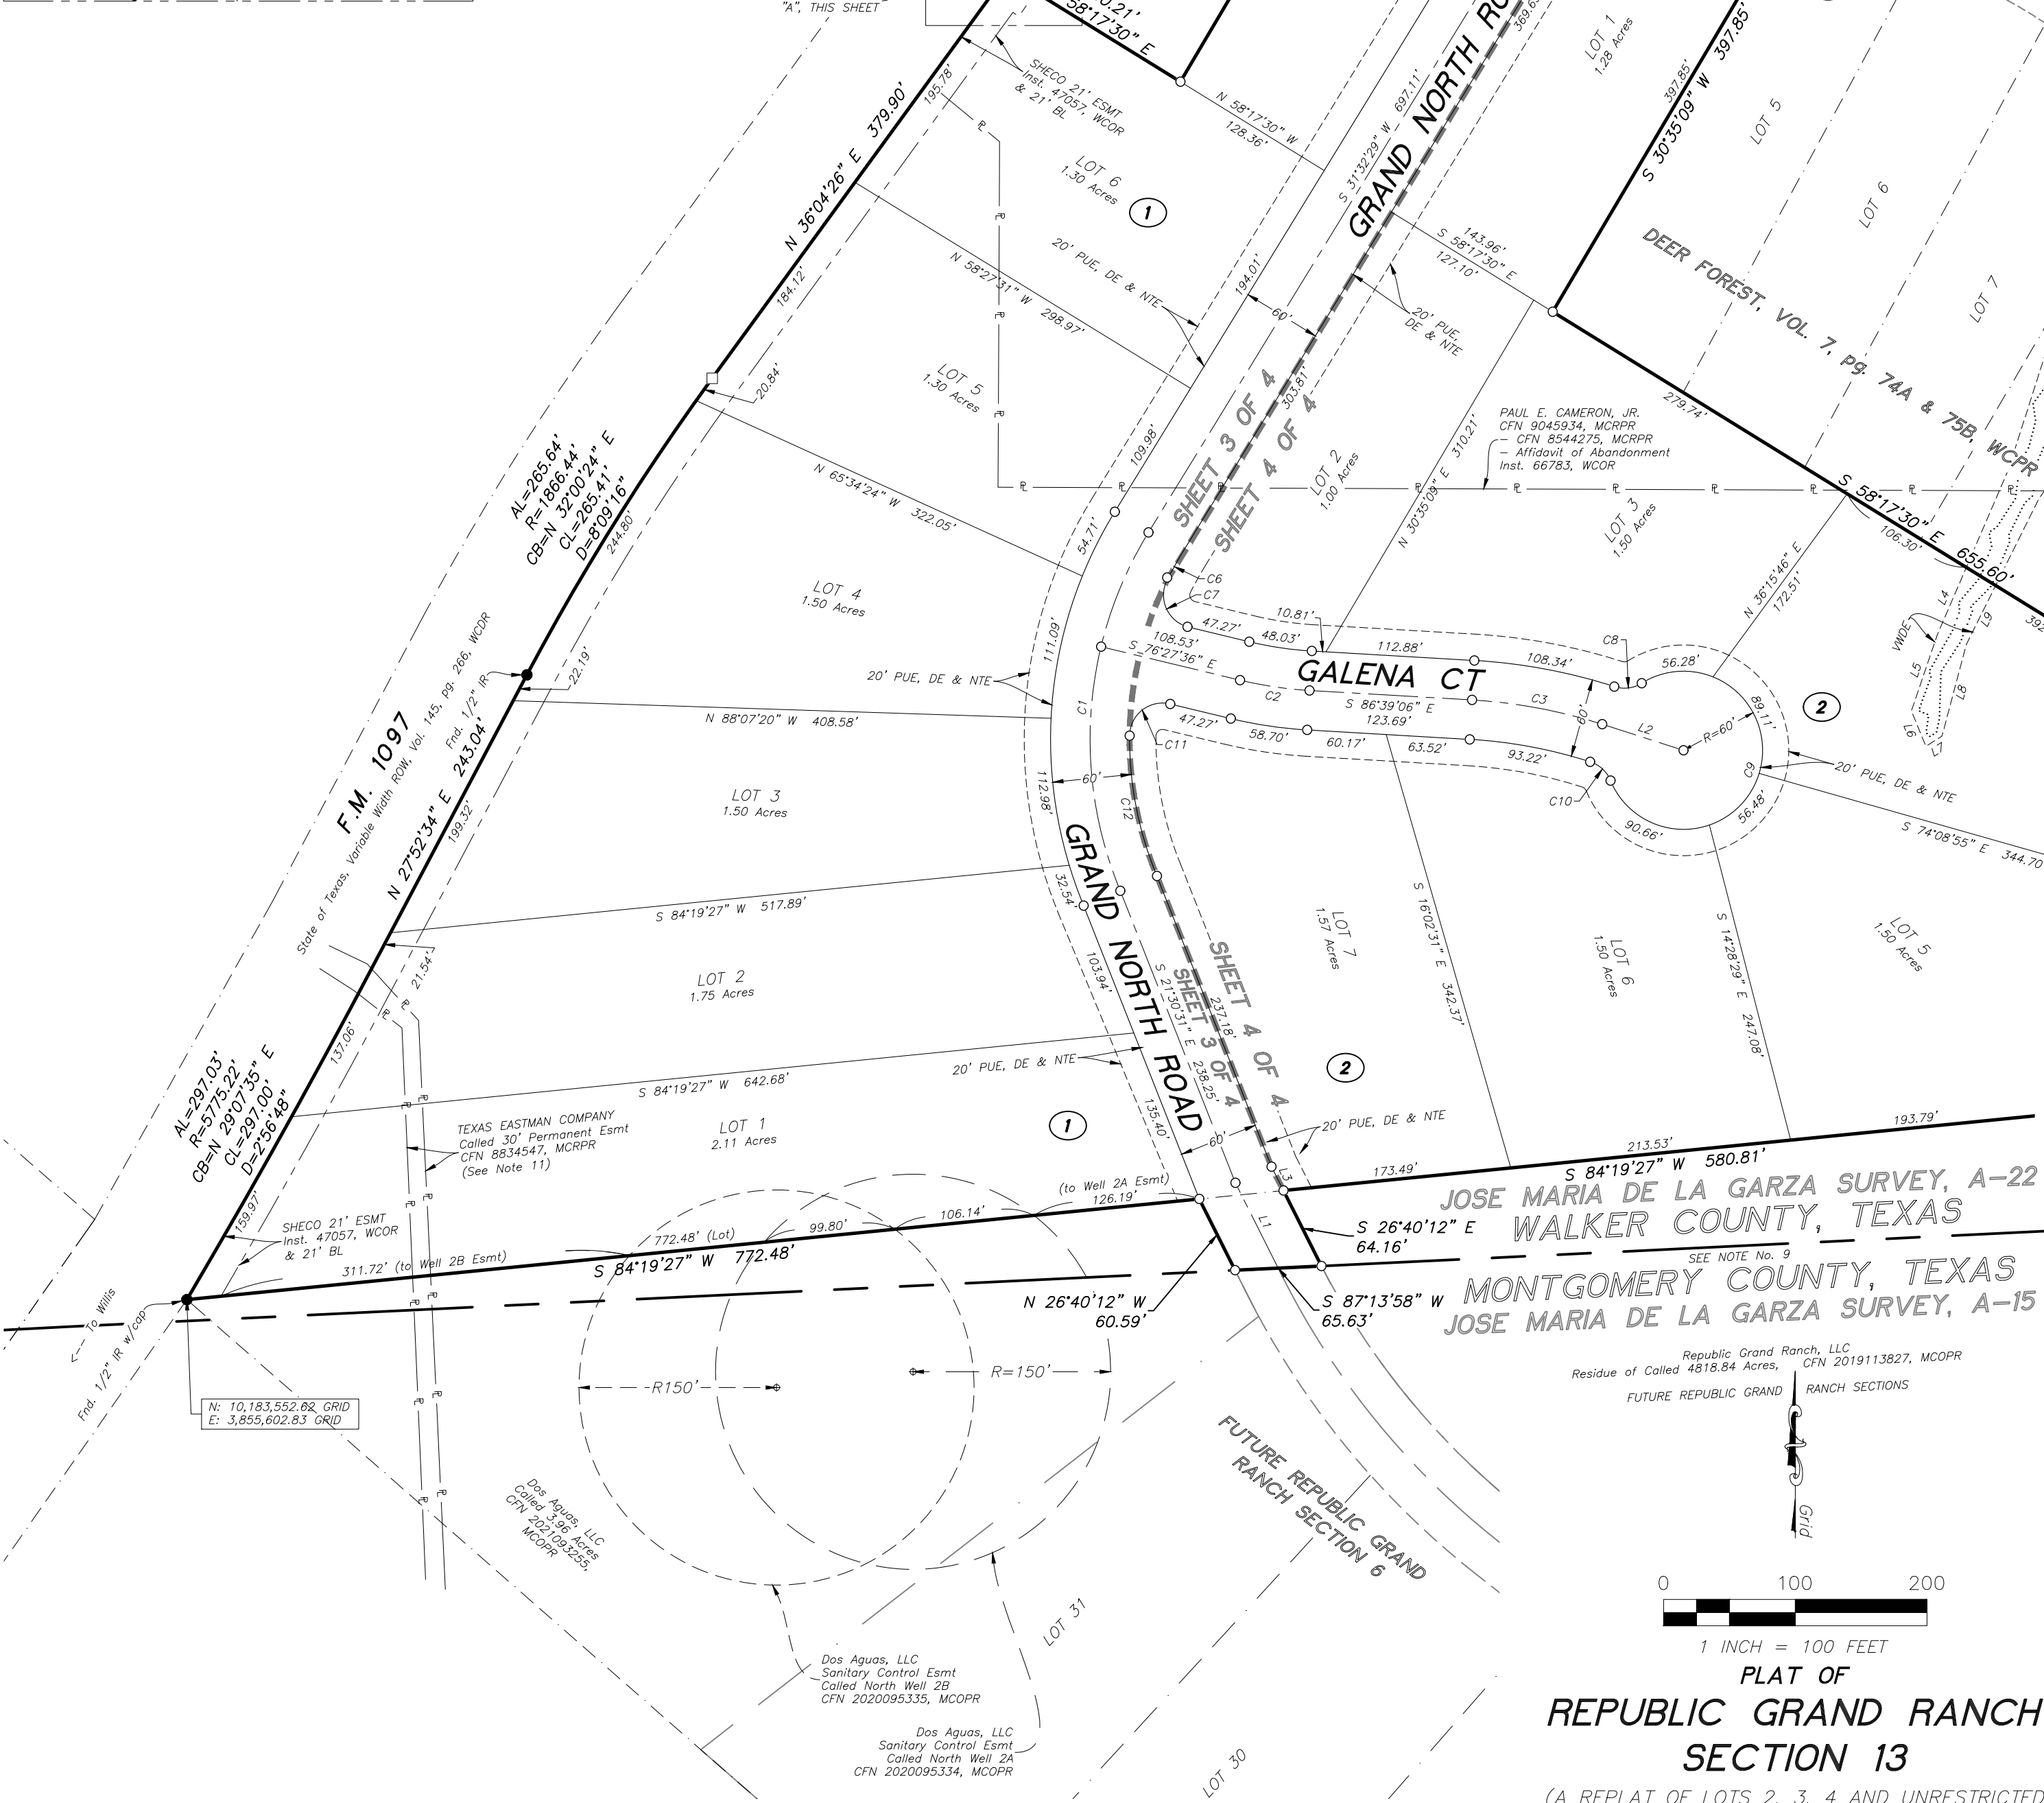 "A", THIS SHEET
58°17'30" E
SHECO 21' ESMT
Inst. 47057, WCOR
& 21' BL
195.78'
N 36°04'26" E 379.90'
184.12'
LOT 6
1.30 Acres
1
N 58°17'30" W
128.36'
S 31°32'29" W 697.11'
GRAND NORTH
LOT 1
1.28 Acres
397.85'
S 30°35'09" W 397.85'
LOT 5
LOT 6
LOT 7
DEER FOREST, VOL. 7, pg. 74A & 75B, WCPR
20' PUE, DE & NTE
N 58°27'31" W 298.97'
194.01'
60'
143.96'
S 58°17'30" E
127.10'
20' PUE,
DE & NTE
LOT 5
1.30 Acres
20.84'
109.98'
303.81'
SHEET 3 OF 4
SHEET 4 OF 4
LOT 2
1.00 Acres
N 30°35'09" E 310.21'
279.74'
PAUL E. CAMERON, JR.
CFN 9045934, MCRPR
– CFN 8544275, MCRPR
– Affidavit of Abandonment
Inst. 66783, WCOR
LOT 3
1.50 Acres
S 58°17'30" E 655.60'
106.30'
AL=265.64'
R=1866.44'
CB=N 32°00'24" E
CL=265.41'
D=8°09'16"
244.80'
N 65°34'24" W 322.05'
54.71'
LOT 4
1.50 Acres
111.09'
C6
C7
10.81'
47.27'
48.03'
112.88'
108.34'
C8
56.28'
N 36°15'46" E
172.51'
VWDE
L4
L9
L5
L8
L6
L7
108.53'
S 76°27'36" E
GALENA CT
C2
S 86°39'06" E
123.69'
C3
60'
L2
R=60'
89.11'
2
C9
20' PUE, DE & NTE
20' PUE, DE & NTE
C1
N 88°07'20" W 408.58'
22.19'
Fnd. 1/2" IR
F.M. 1097
State of Texas, Variable Width ROW, Vol. 145, pg. 266, WCDR
N 27°52'34" E 243.04'
199.32'
C11
47.27'
58.70'
60.17'
63.52'
93.22'
C10
90.66'
56.48'
S 74°08'55" E 344.70
LOT 3
1.50 Acres
112.98'
60'
C12
GRAND NORTH ROAD
32.54'
S 84°19'27" W 517.89'
LOT 7
1.57 Acres
S 16°02'31" E 342.37'
LOT 6
1.50 Acres
S 14°28'29" E 247.08'
LOT 5
1.50 Acres
21.54'
LOT 2
1.75 Acres
103.94'
S 21°30'31" E 238.25'
SHEET 3 OF 4
237.18'
SHEET 4 OF 4
137.06'
S 84°19'27" W 642.68'
20' PUE, DE & NTE
2
AL=297.03'
R=5775.22'
CB=N 29°07'35" E
CL=297.00'
D=2°56'48"
TEXAS EASTMAN COMPANY
Called 30' Permanent Esmt
CFN 8834547, MCRPR
(See Note 11)
LOT 1
2.11 Acres
1
135.40'
60'
20' PUE, DE & NTE
L3
173.49'
213.53'
193.79'
S 84°19'27" W 580.81'
JOSE MARIA DE LA GARZA SURVEY, A-22
WALKER COUNTY, TEXAS
159.97'
SHECO 21' ESMT
Inst. 47057, WCOR
& 21' BL
311.72' (to Well 2B Esmt)
772.48' (Lot)
99.80'
106.14'
(to Well 2A Esmt)
126.19'
S 84°19'27" W 772.48'
L1
S 26°40'12" E
64.16'
SEE NOTE No. 9
MONTGOMERY COUNTY, TEXAS
JOSE MARIA DE LA GARZA SURVEY, A-15
N 26°40'12" W
60.59'
S 87°13'58" W
65.63'
To Willis
Fnd. 1/2" IR w/cap
N: 10,183,552.62 GRID
E: 3,855,602.83 GRID
R150'
R=150'
Republic Grand Ranch, LLC
Residue of Called 4818.84 Acres, CFN 2019113827, MCOPR
FUTURE REPUBLIC GRAND RANCH SECTIONS
Grid
FUTURE REPUBLIC GRAND
RANCH SECTION 6
Dos Aguas, LLC
Called 3.96 Acres
CFN 2021093255,
MCOPR
LOT 31
LOT 30
Dos Aguas, LLC
Sanitary Control Esmt
Called North Well 2B
CFN 2020095335, MCOPR
Dos Aguas, LLC
Sanitary Control Esmt
Called North Well 2A
CFN 2020095334, MCOPR
0 100 200
1 INCH = 100 FEET
PLAT OF
REPUBLIC GRAND RANCH
SECTION 13
(A REPLAT OF LOTS 2, 3, 4 AND UNRESTRICTED